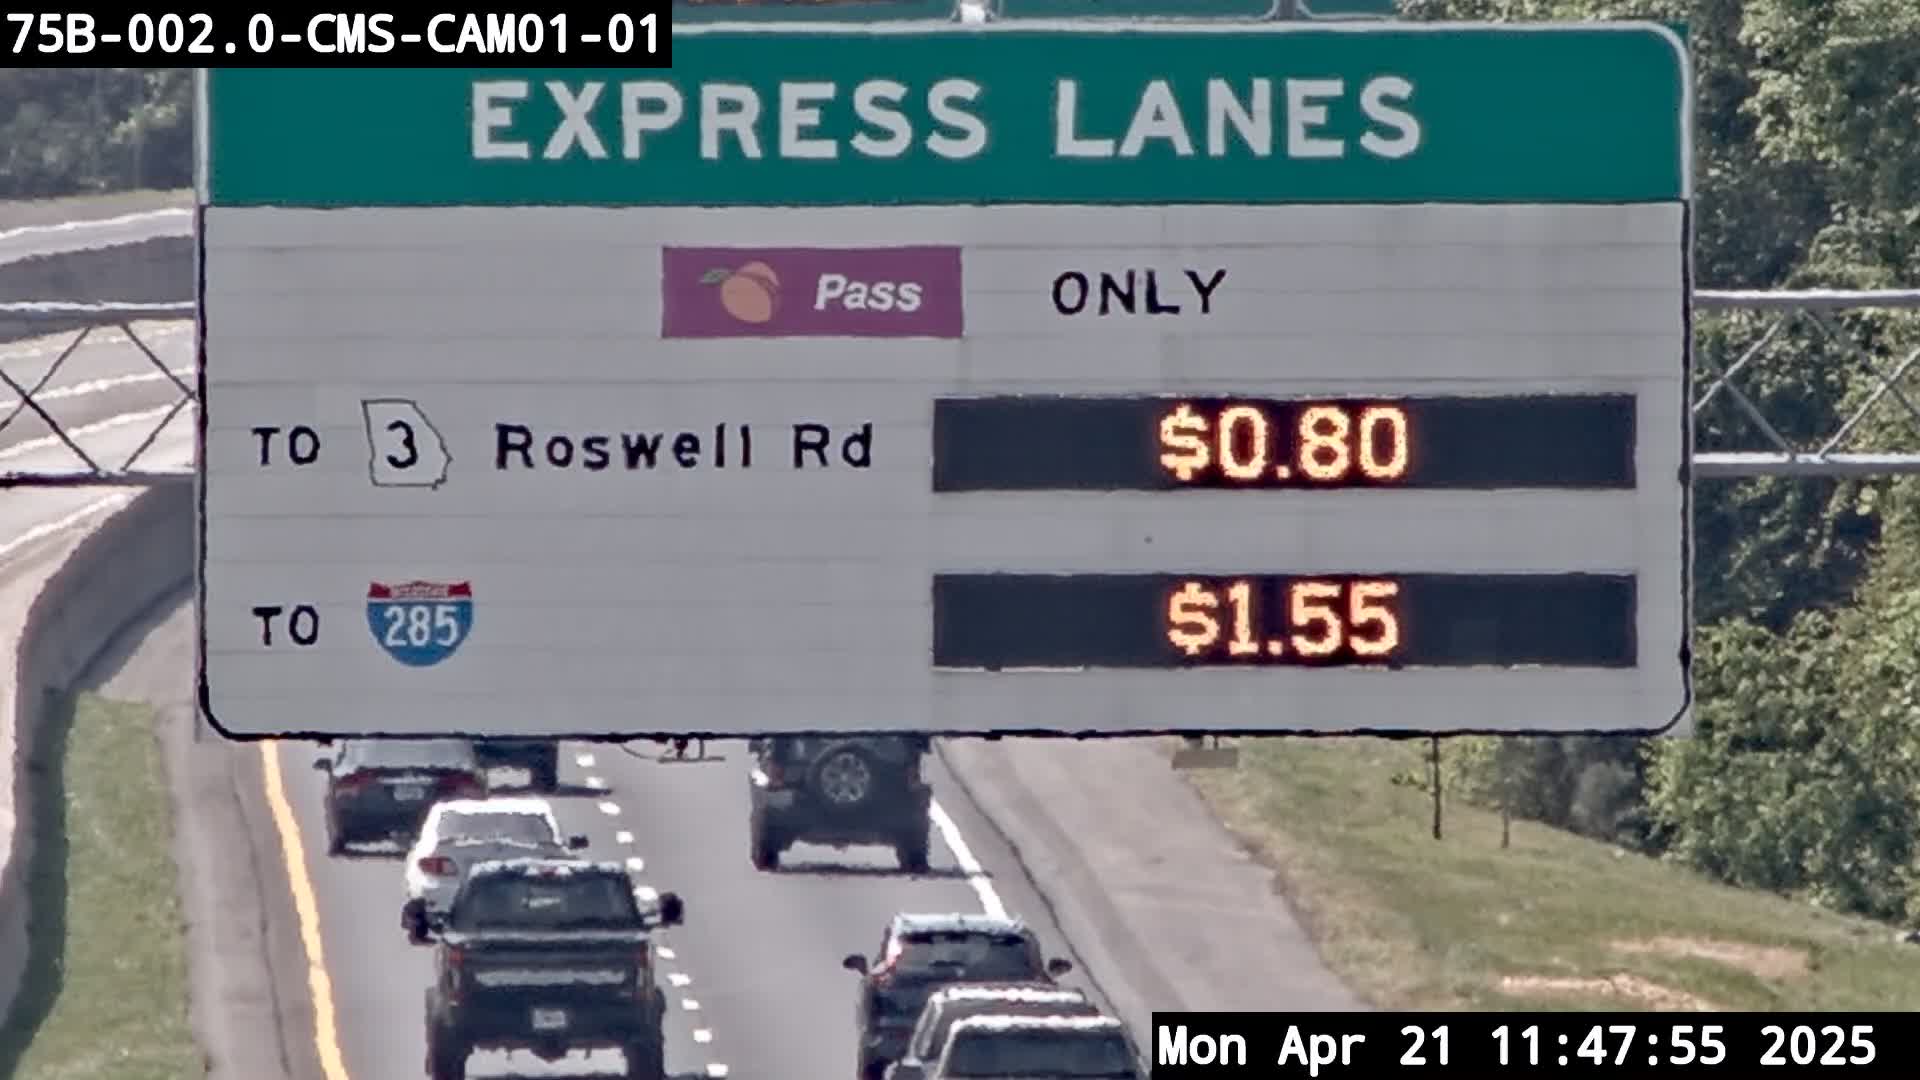 75B-002.0-CMS-CAM01-01
EXPRESS LANES
Pass ONLY
TO 3 Roswell Rd $0.80
TO 285 $1.55
Mon Apr 21 11:47:55 2025